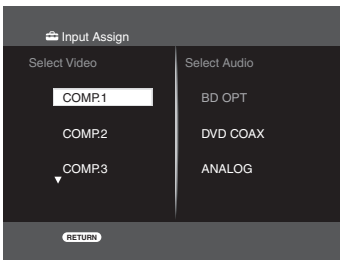 Input Assign
Select Video
Select Audio
COMP.1
BD OPT
COMP.2
DVD COAX
COMP.3
ANALOG
RETURN